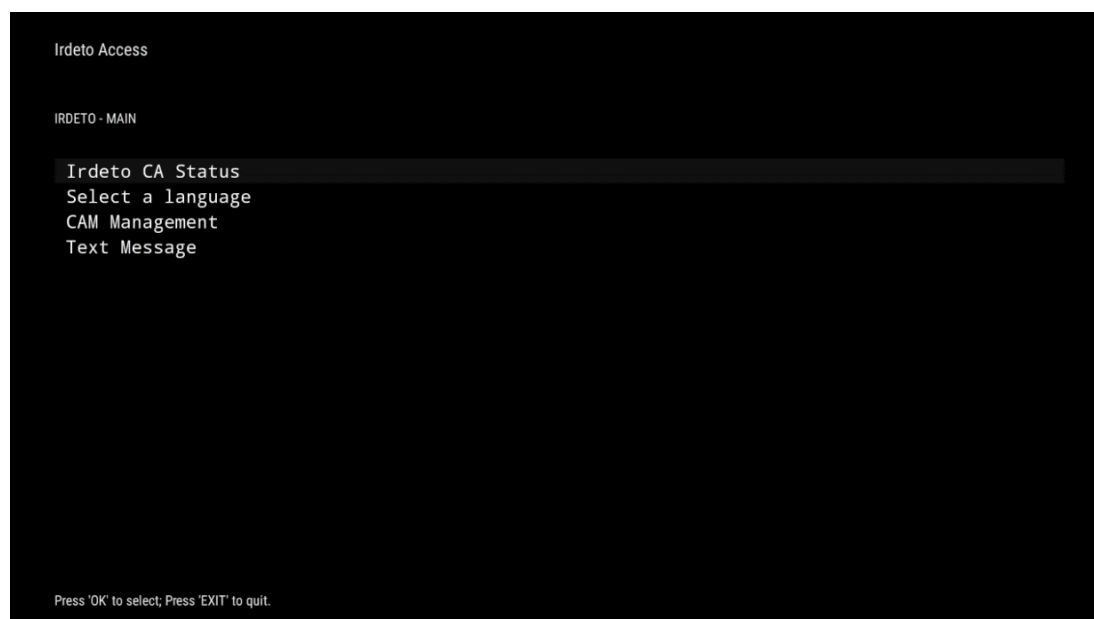 Irdeto Access
IRDETO - MAIN
Irdeto CA Status
Select a language
CAM Management
Text Message
Press 'OK' to select; Press 'EXIT' to quit.